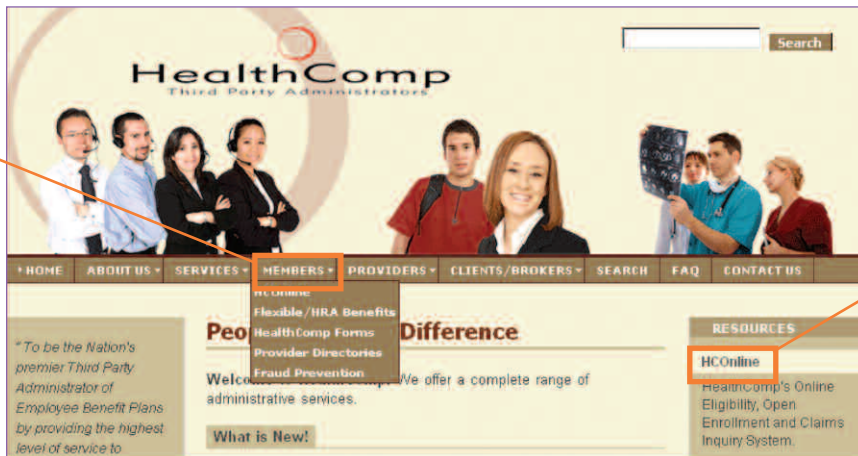 Search
HealthComp
Third Party Administrators
HOME ABOUT US SERVICES MEMBERS PROVIDERS CLIENTS/BROKERS SEARCH FAQ CONTACT US
HCOnline
Flexible/HRA Benefits
HealthComp Forms
Provider Directories
Fraud Prevention
"To be the Nation's
premier Third Party
Administrator of
Employee Benefit Plans
by providing the highest
level of service to
Difference
We offer a complete range of
administrative services.
What is New!
RESOURCES
HCOnline
HealthComp's Online
Eligibility, Open
Enrollment and Claims
Inquiry System.